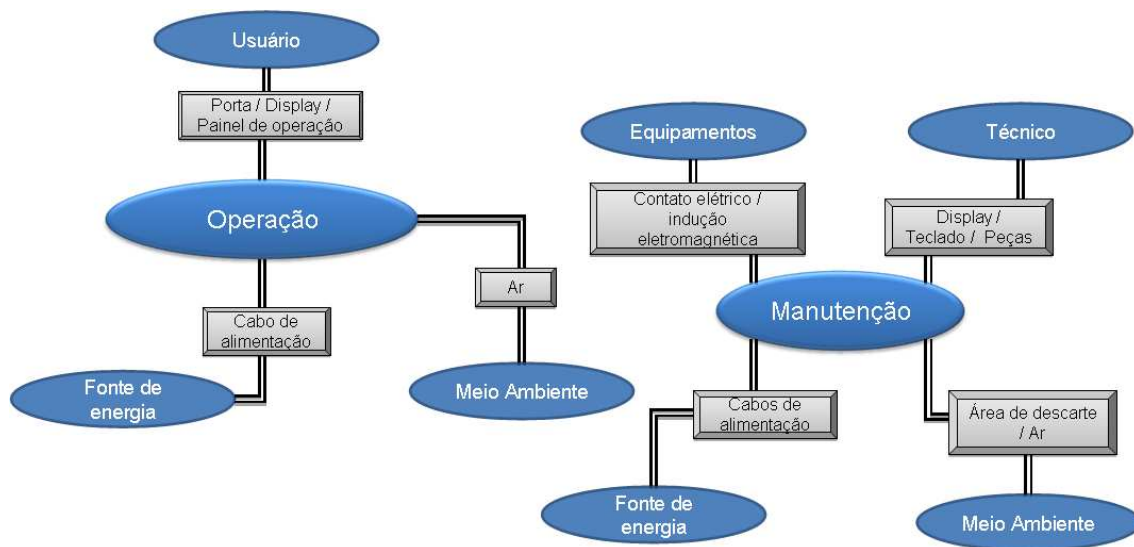 Usuário
Porta / Display /
Painel de operação
Operação
Cabo de
alimentação
Ar
Fonte de
energia
Meio Ambiente
Equipamentos
Técnico
Contato elétrico /
indução
eletromagnética
Display /
Teclado / Peças
Manutenção
Cabos de
alimentação
Área de descarte
/ Ar
Fonte de
energia
Meio Ambiente